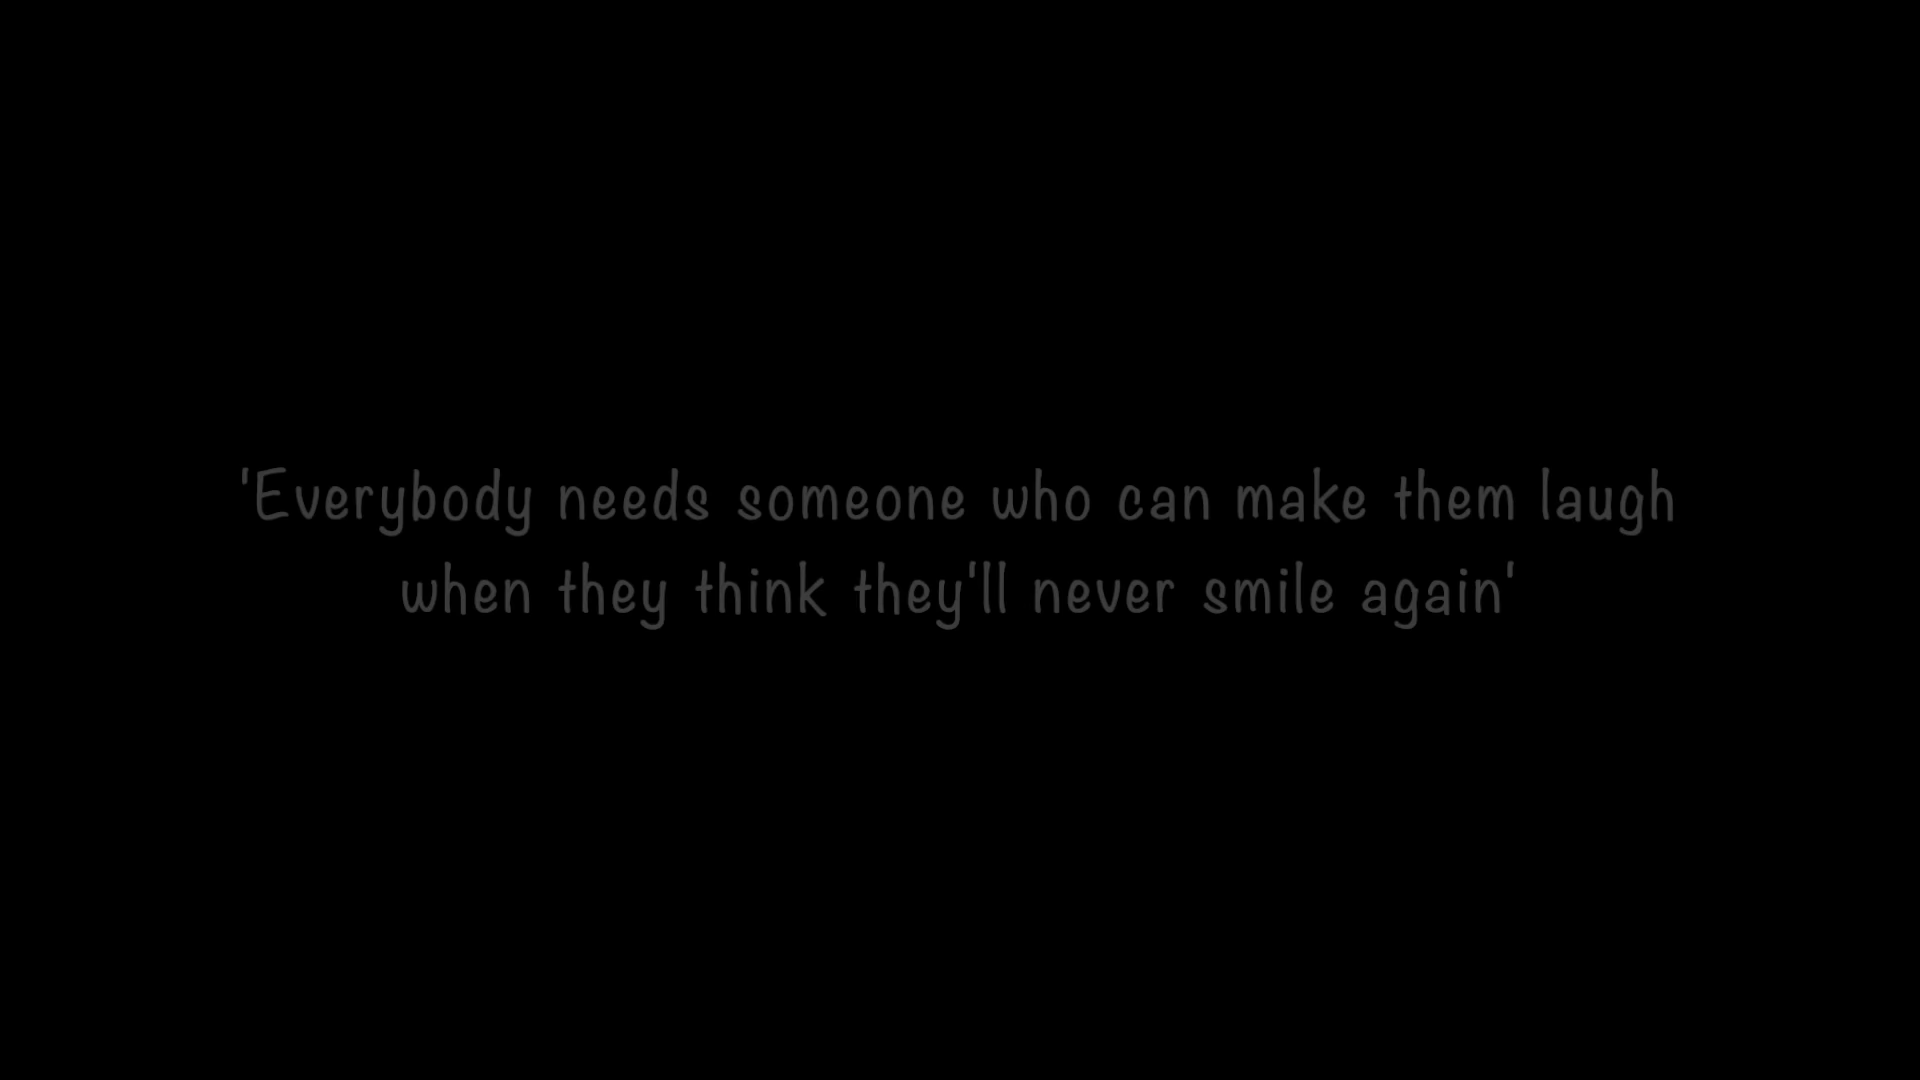 'Everybody needs someone who can make them laugh
when they think they'll never smile again'